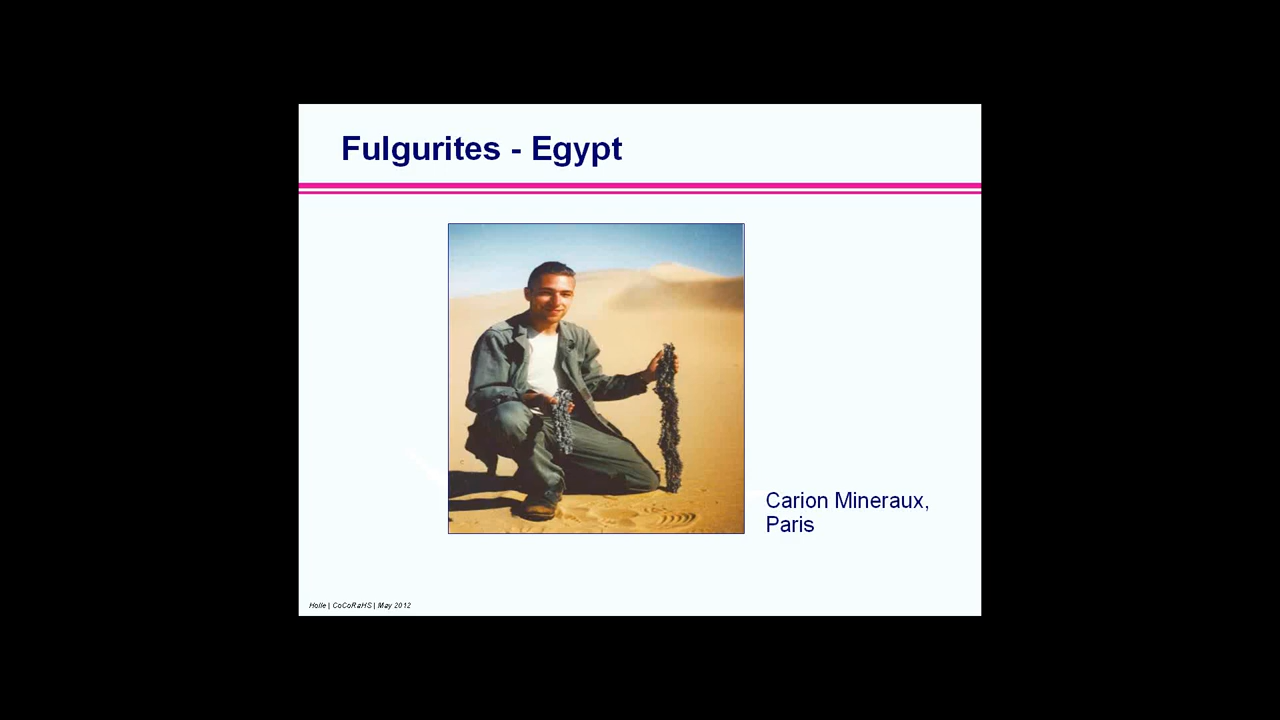 Fulgurites - Egypt
Carion Mineraux,
Paris
Holle | CoCoRaHS | May 2012